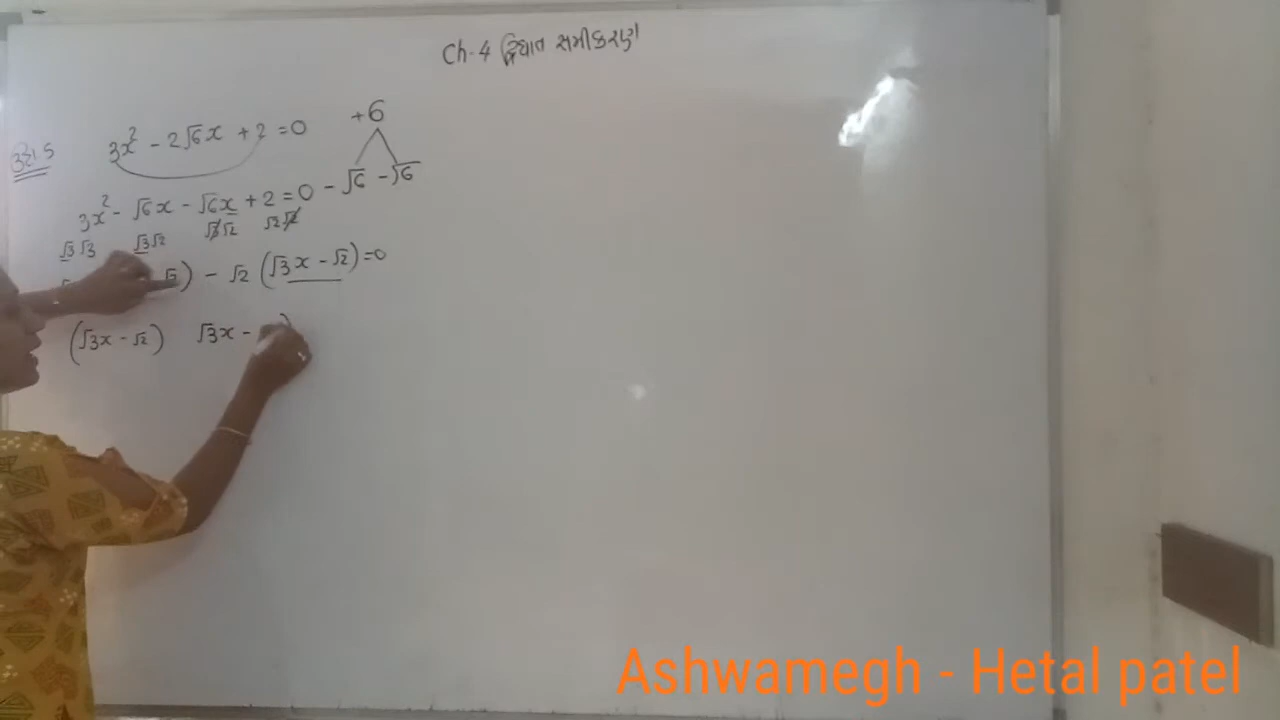 Ch-4 દ્વિઘાત સમીકરણ
ઉદા. 5
3x² - 2√6x + 2 = 0
+6
-√6 -√6
3x² - √6x - √6x + 2 = 0
√3√3 √3√2 √3√2 √2√2
√2) - √2 (√3x - √2) = 0
(√3x - √2) √3x - )
Ashwamegh - Hetal patel